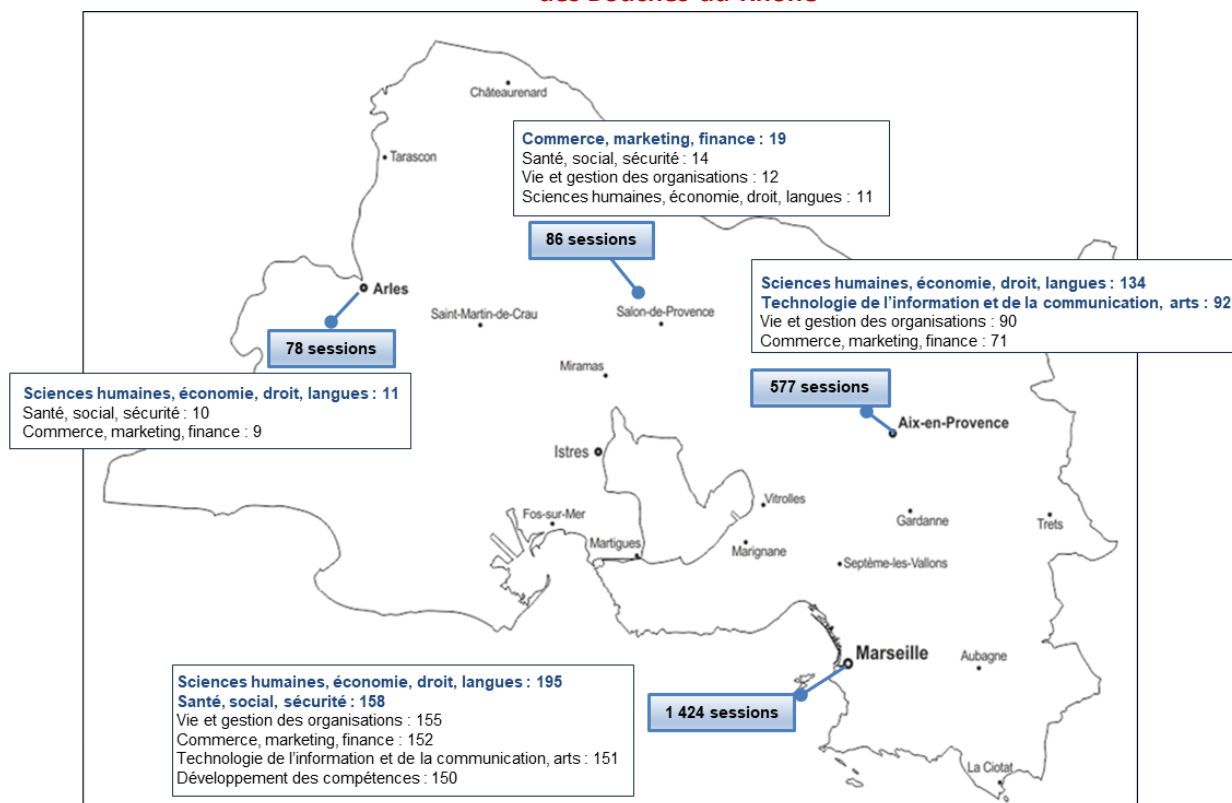 des Bouches-du-Rhône
Châteaurenard
Commerce, marketing, finance : 19
Santé, social, sécurité : 14
Vie et gestion des organisations : 12
Sciences humaines, économie, droit, langues : 11
Tarascon
86 sessions
Sciences humaines, économie, droit, langues : 134
Technologie de l'information et de la communication, arts : 92
Vie et gestion des organisations : 90
Commerce, marketing, finance : 71
Arles
Saint-Martin-de-Crau
Salon-de-Provence
78 sessions
Miramas
577 sessions
Sciences humaines, économie, droit, langues : 11
Santé, social, sécurité : 10
Commerce, marketing, finance : 9
Aix-en-Provence
Istres
Vitrolles
Fos-sur-Mer
Gardanne
Trets
Martigues
Marignane
Septème-les-Vallons
Marseille
Aubagne
Sciences humaines, économie, droit, langues : 195
Santé, social, sécurité : 158
Vie et gestion des organisations : 155
Commerce, marketing, finance : 152
Technologie de l'information et de la communication, arts : 151
Développement des compétences : 150
1 424 sessions
La Ciotat